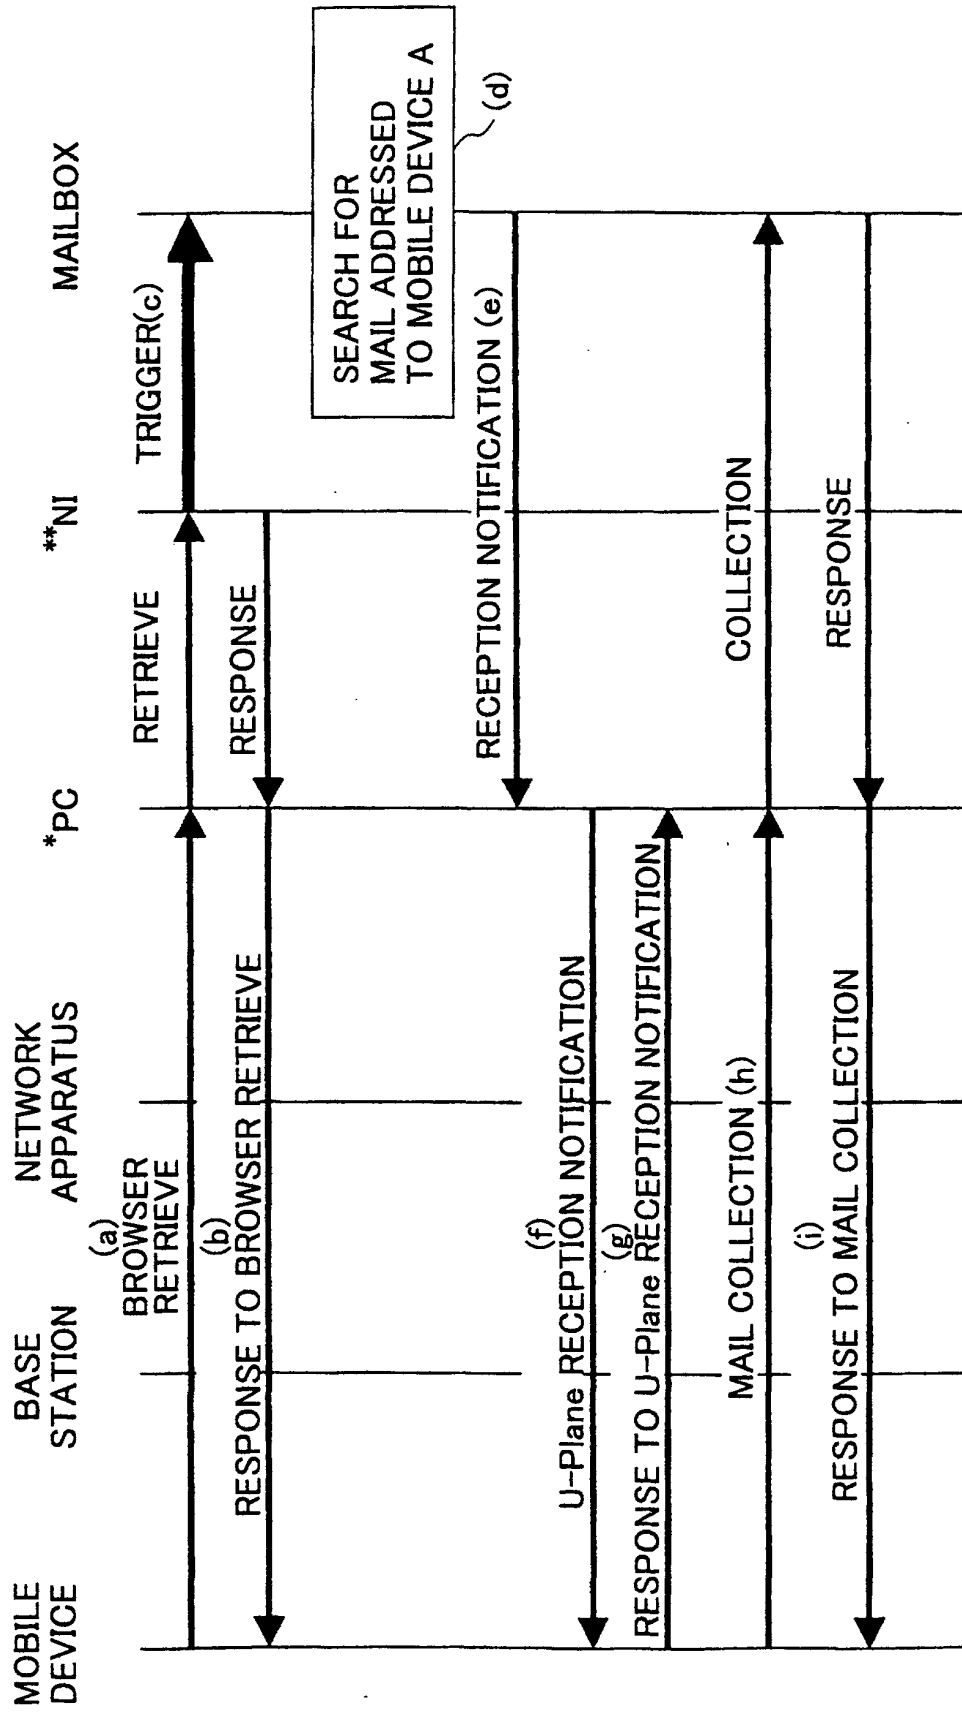 MOBILE
DEVICE
BASE
STATION
NETWORK
APPARATUS
*PC
**NI
MAILBOX
(a)
BROWSER
RETRIEVE
RETRIEVE
TRIGGER(c)
(b)
RESPONSE TO BROWSER RETRIEVE
RESPONSE
SEARCH FOR
MAIL ADDRESSED
TO MOBILE DEVICE A
(d)
RECEPTION NOTIFICATION (e)
(f)
U-Plane RECEPTION NOTIFICATION
(g)
RESPONSE TO U-Plane RECEPTION NOTIFICATION
MAIL COLLECTION (h)
COLLECTION
(i)
RESPONSE TO MAIL COLLECTION
RESPONSE